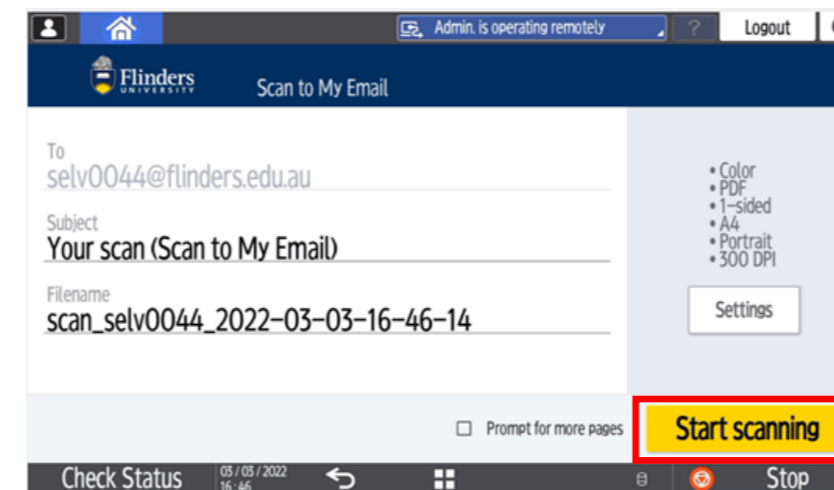 Admin. is operating remotely
?
Logout
Flinders
UNIVERSITY
Scan to My Email
To
selv0044@flinders.edu.au
Subject
Your scan (Scan to My Email)
Filename
scan_selv0044_2022-03-03-16-46-14
• Color
• PDF
• 1-sided
• A4
• Portrait
• 300 DPI
Settings
Prompt for more pages
Start scanning
Check Status
03/03/2022
16:46
Stop